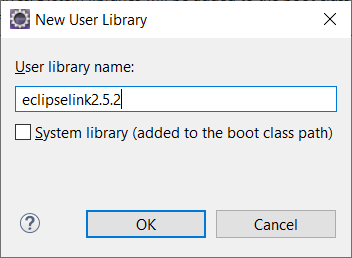 New User Library
User library name:
eclipselink2.5.2
System library (added to the boot class path)
?
OK
Cancel